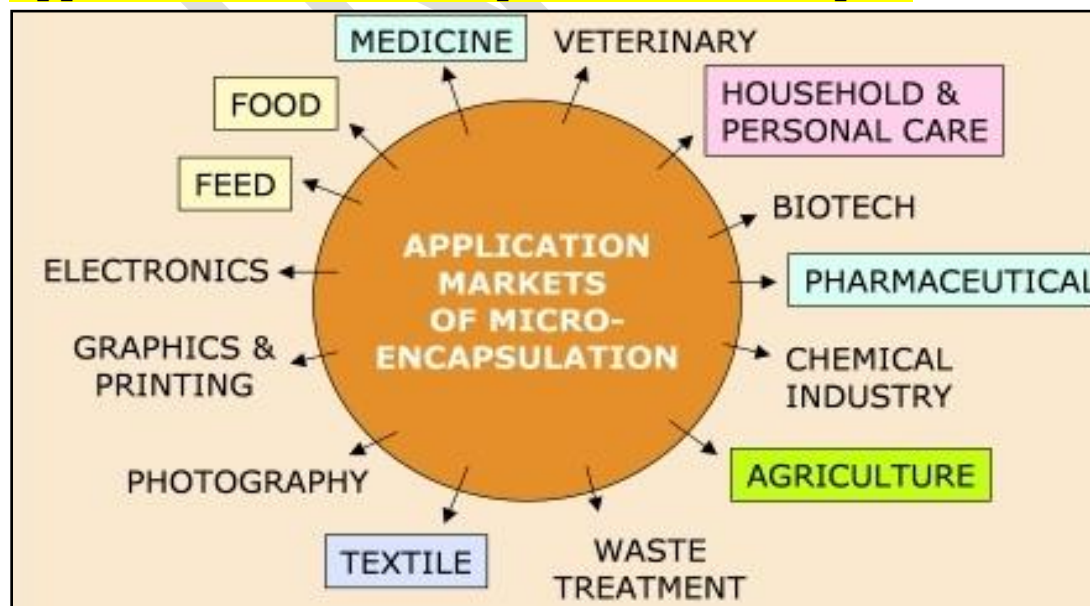 MEDICINE
VETERINARY
HOUSEHOLD &
PERSONAL CARE
BIOTECH
PHARMACEUTICAL
CHEMICAL
INDUSTRY
AGRICULTURE
WASTE
TREATMENT
TEXTILE
PHOTOGRAPHY
GRAPHICS &
PRINTING
ELECTRONICS
FEED
FOOD
APPLICATION
MARKETS
OF MICRO-
ENCAPSULATION